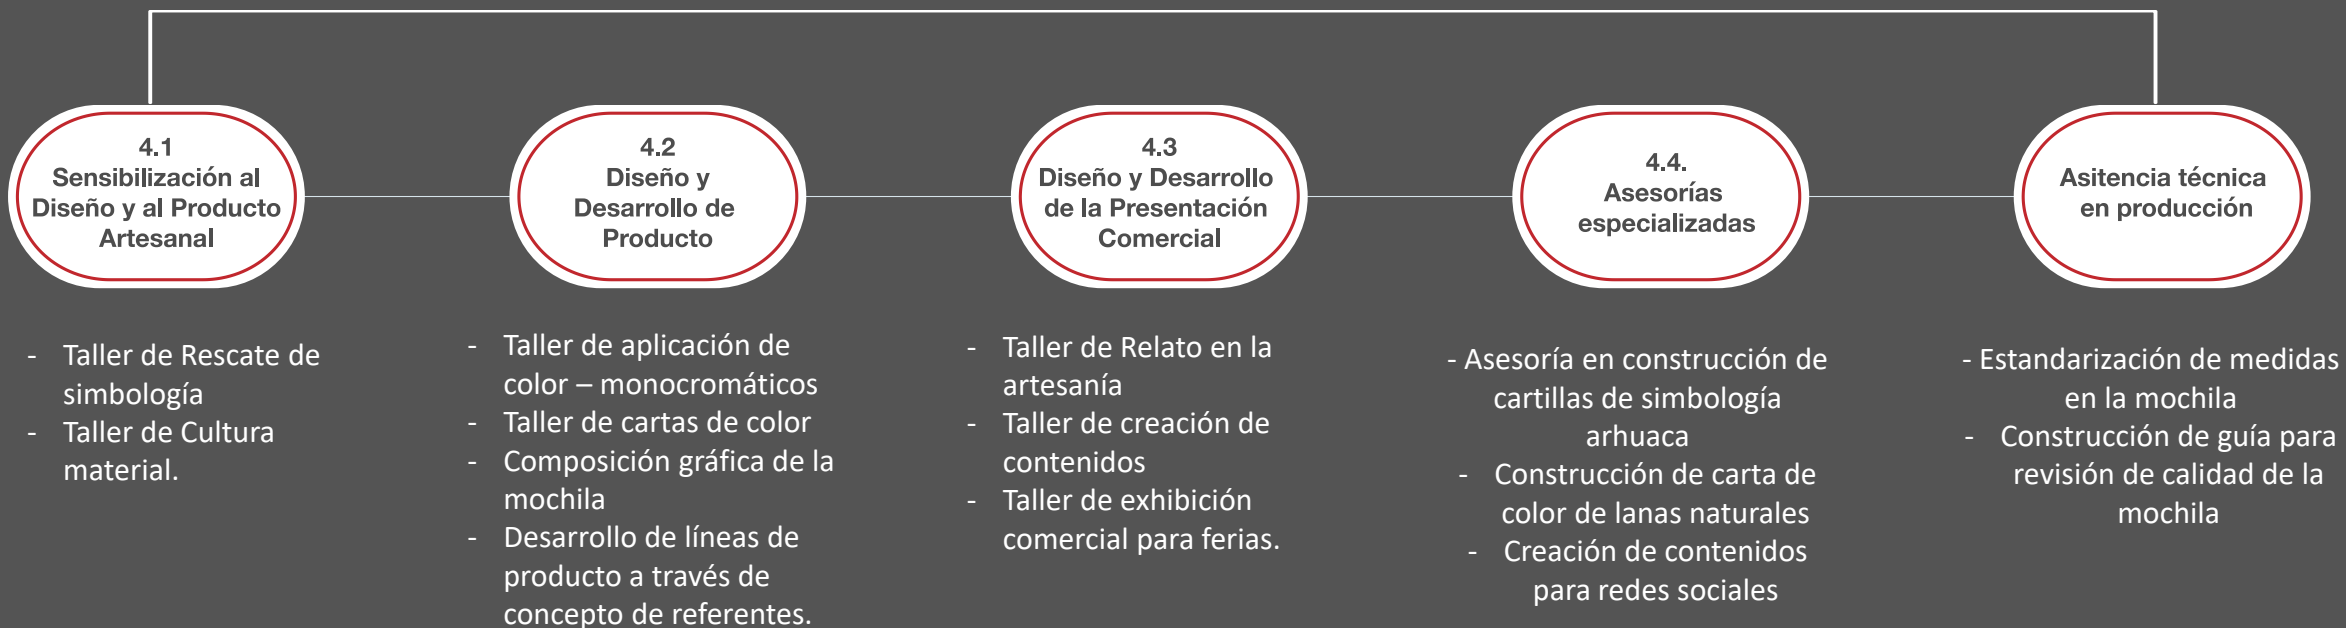 4.1
Sensibilización al
Diseño y al Producto
Artesanal
- Taller de Rescate de
simbología
- Taller de Cultura
material.
4.2
Diseño y
Desarrollo de
Producto
- Taller de aplicación de
color – monocromáticos
- Taller de cartas de color
- Composición gráfica de la
mochila
- Desarrollo de líneas de
producto a través de
concepto de referentes.
4.3
Diseño y Desarrollo
de la Presentación
Comercial
- Taller de Relato en la
artesanía
- Taller de creación de
contenidos
- Taller de exhibición
comercial para ferias.
4.4.
Asesorías
especializadas
- Asesoría en construcción de
cartillas de simbología
arhuaca
- Construcción de carta de
color de lanas naturales
- Creación de contenidos
para redes sociales
Asitencia técnica
en producción
- Estandarización de medidas
en la mochila
- Construcción de guía para
revisión de calidad de la
mochila